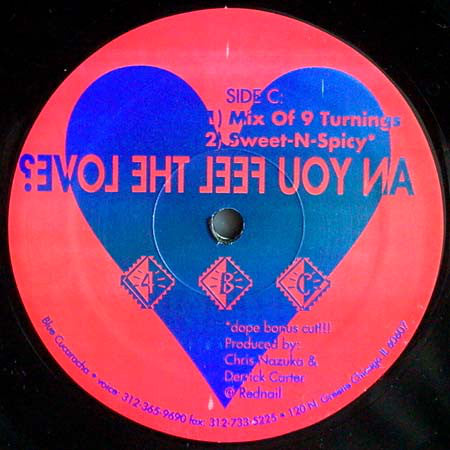 SIDE C:
1) Mix Of 9 Turnings
2) Sweet-N-Spicy*
AN YOU FEEL THE LOVE?
4 B C
*dope bonus cut!!!
Produced by:
Chris Nazuka &
Derrick Carter
@ Rednail
Blue Cucaracha • voice: 312-365-9690 fax: 312-733-5225 • 120 N. Greene Chicago Il 60607